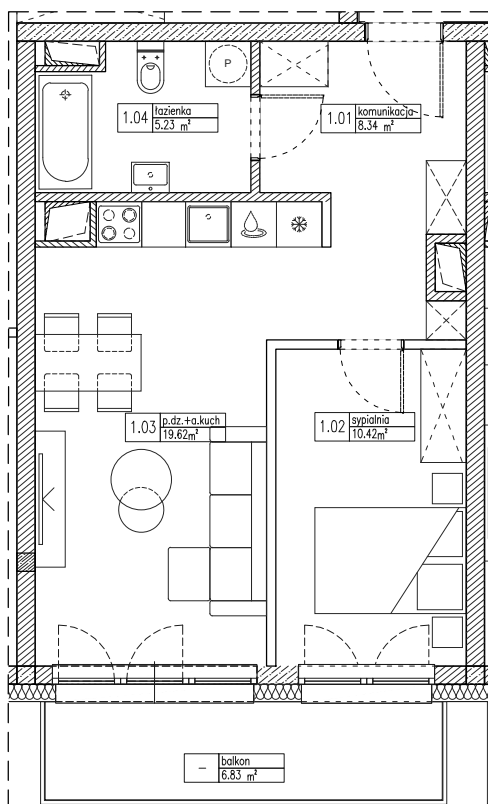 P
1.04 łazienka
5.23 m²
1.01 komunikacja
8.34 m²
1.03 p.dz.+a.kuch
19.62m²
1.02 sypialnia
10.42m²
— balkon
6.83 m²